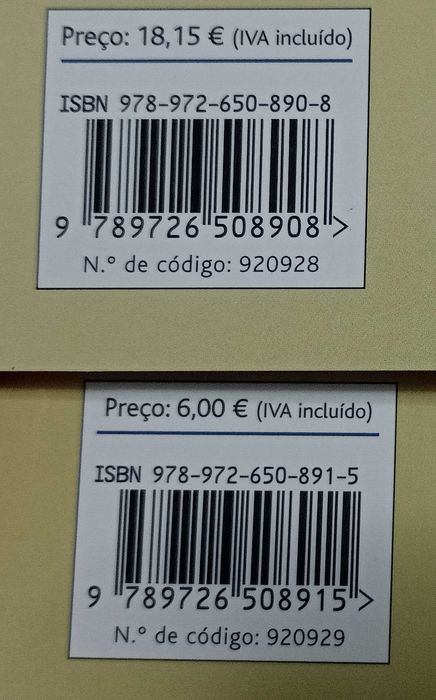 Preço: 18,15 € (IVA incluído)
ISBN 978-972-650-890-8
9 789726 508908 >
N.º de código: 920928
Preço: 6,00 € (IVA incluído)
ISBN 978-972-650-891-5
9 789726 508915 >
N.º de código: 920929